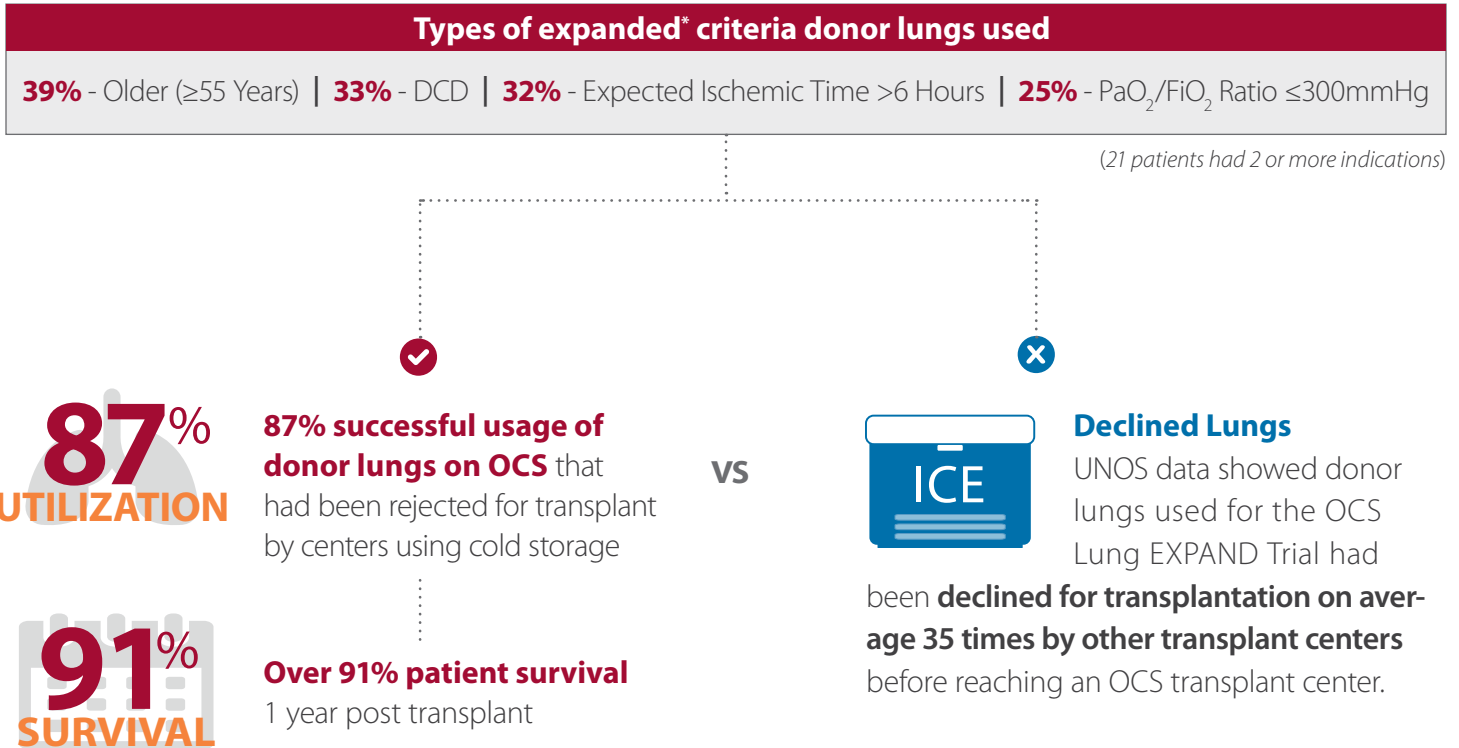 Types of expanded* criteria donor lungs used
39% - Older (≥55 Years) | 33% - DCD | 32% - Expected Ischemic Time >6 Hours | 25% - PaO2/FiO2 Ratio ≤300mmHg
(21 patients had 2 or more indications)
87%
UTILIZATION
87% successful usage of
donor lungs on OCS that
had been rejected for transplant
by centers using cold storage
91%
SURVIVAL
Over 91% patient survival
1 year post transplant
VS
ICE
Declined Lungs
UNOS data showed donor
lungs used for the OCS
Lung EXPAND Trial had
been declined for transplantation on aver-
age 35 times by other transplant centers
before reaching an OCS transplant center.